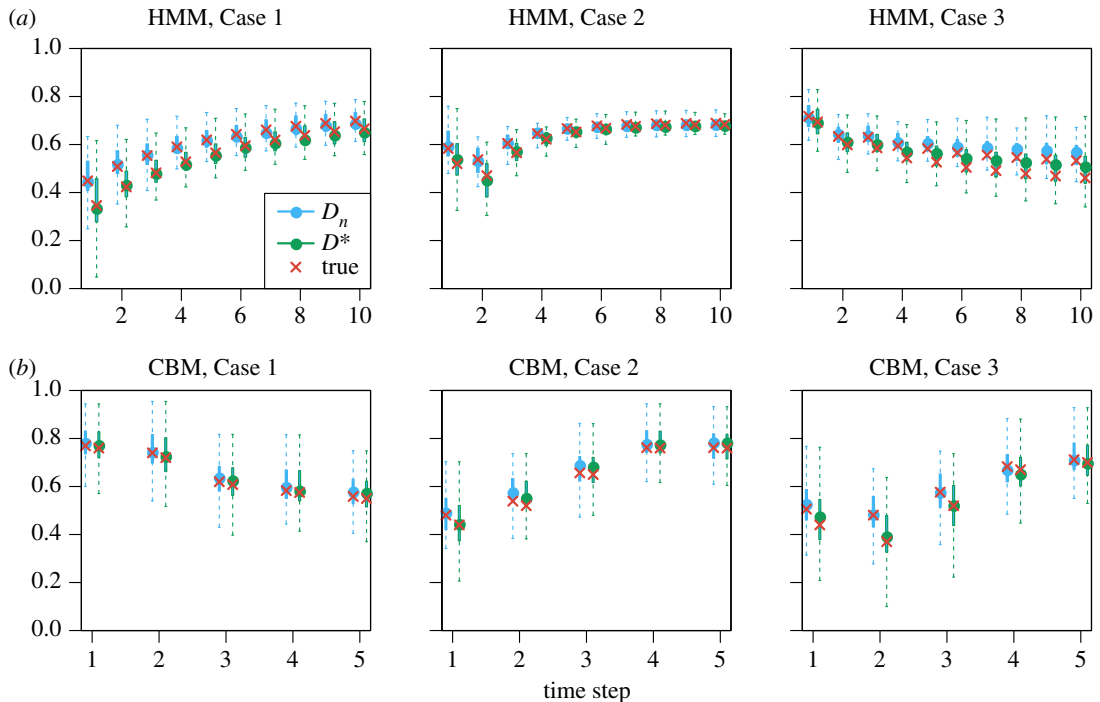 (a) HMM, Case 1 HMM, Case 2 HMM, Case 3
1.0
0.8
0.6
0.4
0.2
0.0
D_n
D*
true
2 4 6 8 10 2 4 6 8 10 2 4 6 8 10
(b) CBM, Case 1 CBM, Case 2 CBM, Case 3
1.0
0.8
0.6
0.4
0.2
0.0
1 2 3 4 5 1 2 3 4 5 1 2 3 4 5
time step